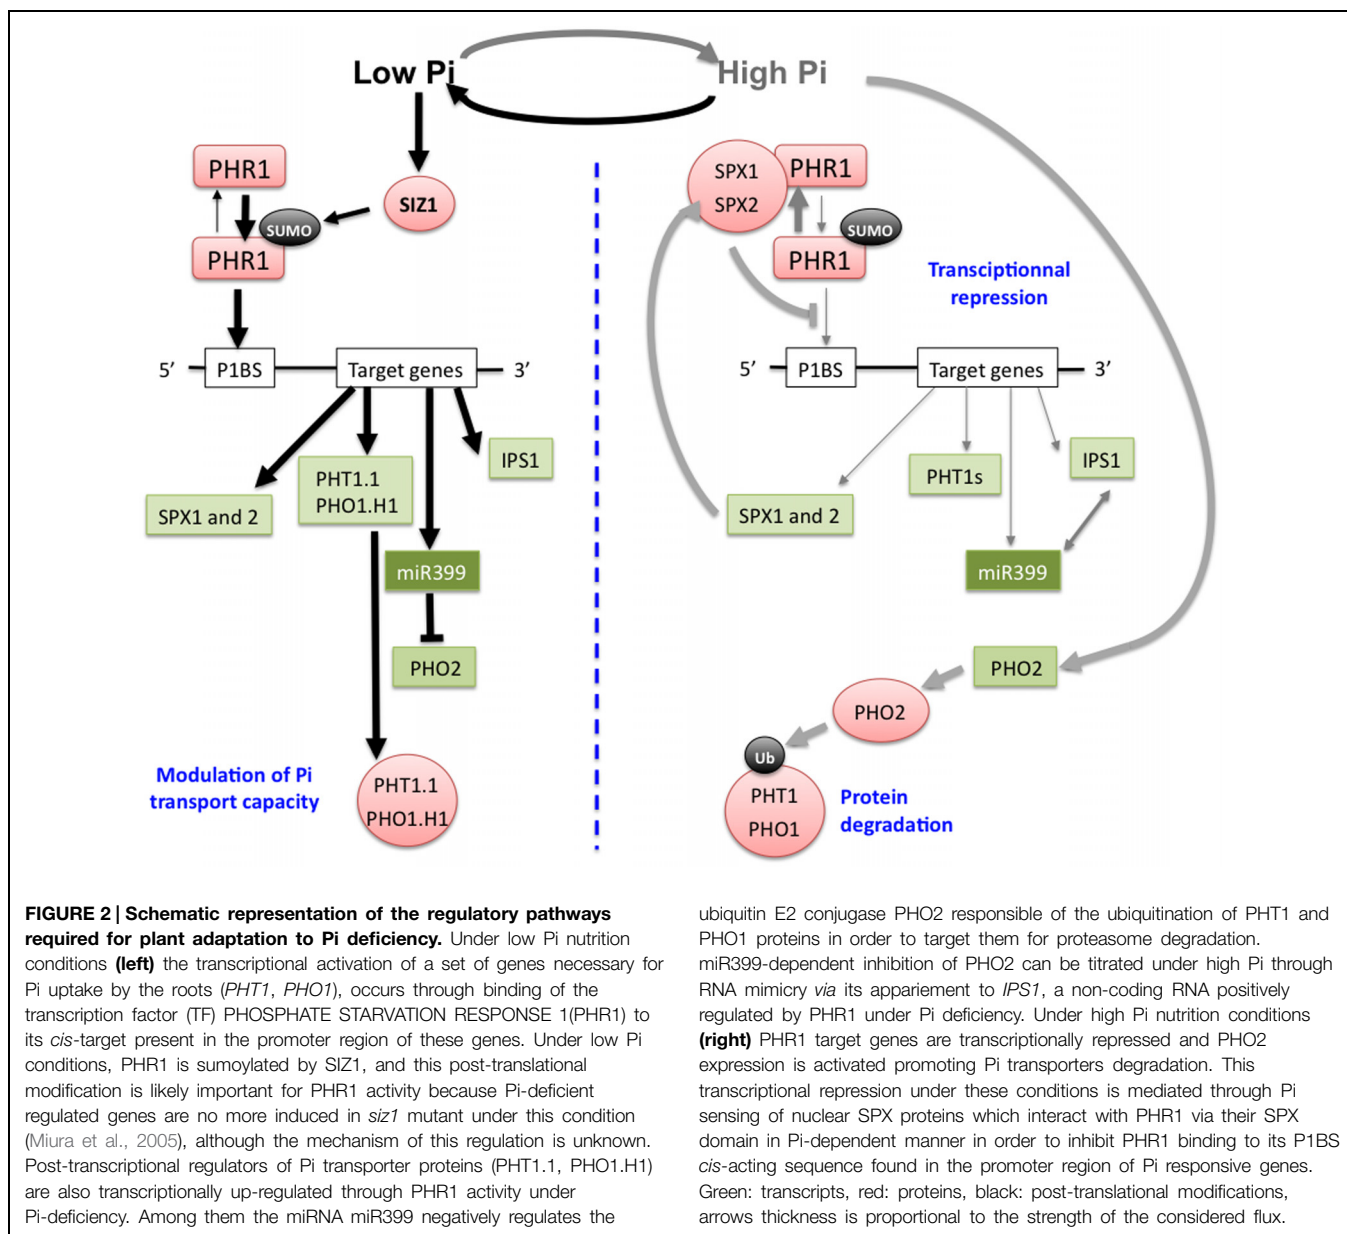 Low Pi
High Pi
PHR1
SIZ1
SUMO
PHR1
5’
P1BS
Target genes
3’
IPS1
PHT1.1
PHO1.H1
SPX1 and 2
miR399
PHO2
Modulation of Pi
transport capacity
PHT1.1
PHO1.H1
SPX1
SPX2
PHR1
SUMO
PHR1
Transciptionnal
repression
5’
P1BS
Target genes
3’
IPS1
PHT1s
SPX1 and 2
miR399
PHO2
PHO2
Ub
PHT1
PHO1
Protein
degradation
FIGURE 2 | Schematic representation of the regulatory pathways
required for plant adaptation to Pi deficiency. Under low Pi nutrition
conditions (left) the transcriptional activation of a set of genes necessary for
Pi uptake by the roots (PHT1, PHO1), occurs through binding of the
transcription factor (TF) PHOSPHATE STARVATION RESPONSE 1(PHR1) to
its cis-target present in the promoter region of these genes. Under low Pi
conditions, PHR1 is sumoylated by SIZ1, and this post-translational
modification is likely important for PHR1 activity because Pi-deficient
regulated genes are no more induced in siz1 mutant under this condition
(Miura et al., 2005), although the mechanism of this regulation is unknown.
Post-transcriptional regulators of Pi transporter proteins (PHT1.1, PHO1.H1)
are also transcriptionally up-regulated through PHR1 activity under
Pi-deficiency. Among them the miRNA miR399 negatively regulates the
ubiquitin E2 conjugase PHO2 responsible of the ubiquitination of PHT1 and
PHO1 proteins in order to target them for proteasome degradation.
miR399-dependent inhibition of PHO2 can be titrated under high Pi through
RNA mimicry via its appariement to IPS1, a non-coding RNA positively
regulated by PHR1 under Pi deficiency. Under high Pi nutrition conditions
(right) PHR1 target genes are transcriptionally repressed and PHO2
expression is activated promoting Pi transporters degradation. This
transcriptional repression under these conditions is mediated through Pi
sensing of nuclear SPX proteins which interact with PHR1 via their SPX
domain in Pi-dependent manner in order to inhibit PHR1 binding to its P1BS
cis-acting sequence found in the promoter region of Pi responsive genes.
Green: transcripts, red: proteins, black: post-translational modifications,
arrows thickness is proportional to the strength of the considered flux.